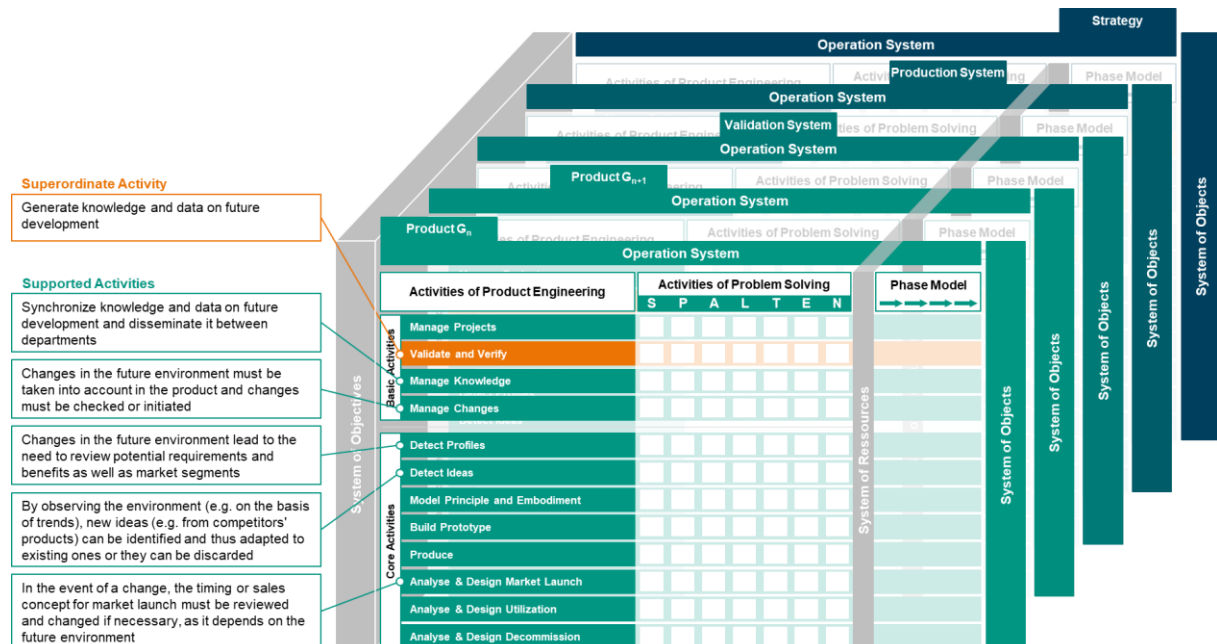 Strategy
Operation System
Activities of Product Engineering
Phase Model
Production System
Operation System
Activities of Product
Activities of Problem Solving
Phase Model
Validation System
Operation System
Activities of Problem Solving
Phase Model
Product Gn+1
Operation System
Activities of Product Engineering
Activities of Problem Solving
Phase Model
Product Gn
Operation System
Activities of Product Engineering
Activities of Problem Solving
S P A L T E N
Phase Model
Superordinate Activity
Generate knowledge and data on future
development
Supported Activities
Synchronize knowledge and data on future
development and disseminate it between
departments
Changes in the future environment must be
taken into account in the product and changes
must be checked or initiated
Changes in the future environment lead to the
need to review potential requirements and
benefits as well as market segments
By observing the environment (e.g. on the basis
of trends), new ideas (e.g. from competitors'
products) can be identified and thus adapted to
existing ones or they can be discarded
In the event of a change, the timing or sales
concept for market launch must be reviewed
and changed if necessary, as it depends on the
future environment
System of Objectives
Basic Activities
Manage Projects
Validate and Verify
Manage Knowledge
Manage Changes
Core Activities
Detect Profiles
Detect Ideas
Model Principle and Embodiment
Build Prototype
Produce
Analyse & Design Market Launch
Analyse & Design Utilization
Analyse & Design Decommission
System of Ressources
System of Objects
System of Objects
System of Objects
System of Objects
System of Objects